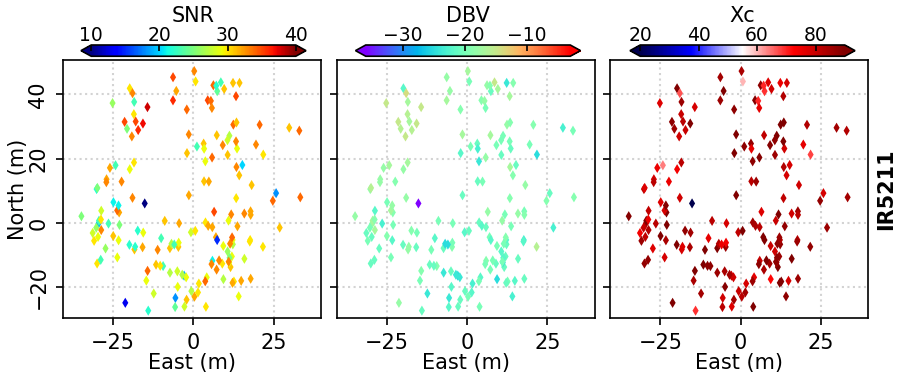 SNR DBV Xc
10 20 30 40 −30 −20 −10 20 40 60 80
40
20
0
−20
North (m)
IR5211
−25 0 25 −25 0 25 −25 0 25
East (m) East (m) East (m)